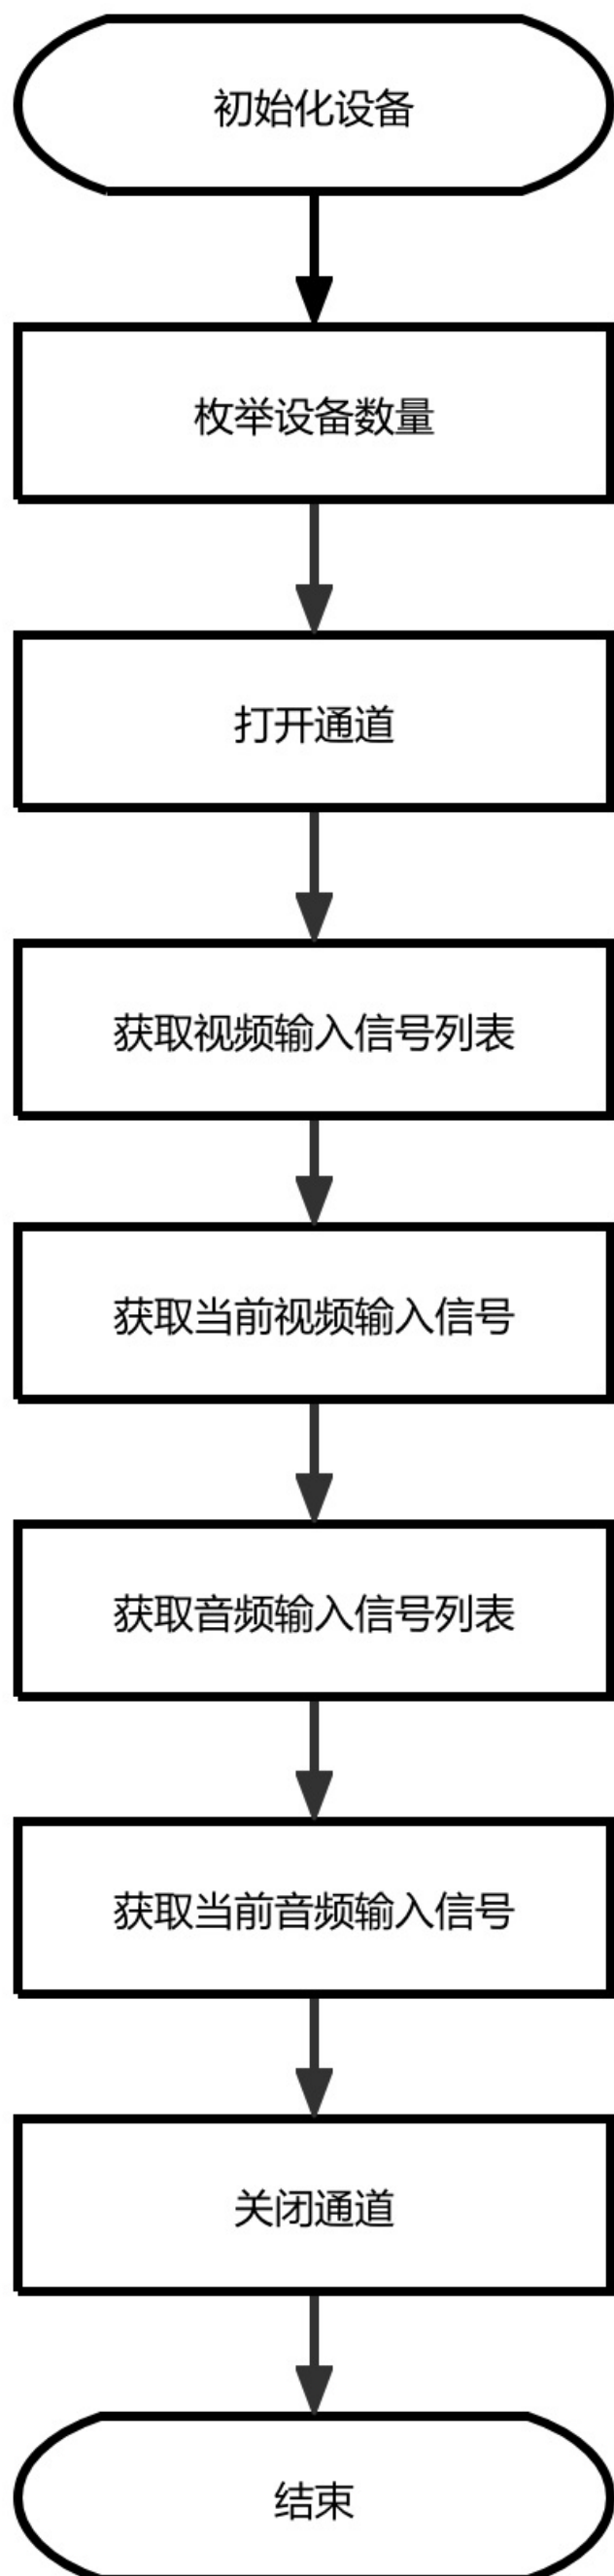 初始化设备
枚举设备数量
打开通道
获取视频输入信号列表
获取当前视频输入信号
获取音频输入信号列表
获取当前音频输入信号
关闭通道
结束